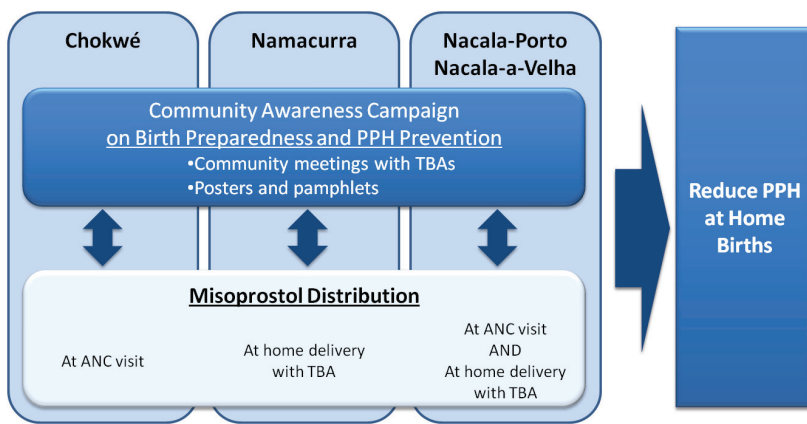 Chokwé
Namacurra
Nacala-Porto
Nacala-a-Velha
Community Awareness Campaign
on Birth Preparedness and PPH Prevention
•Community meetings with TBAs
•Posters and pamphlets
Misoprostol Distribution
At ANC visit
At home delivery
with TBA
At ANC visit
AND
At home delivery
with TBA
Reduce PPH
at Home
Births